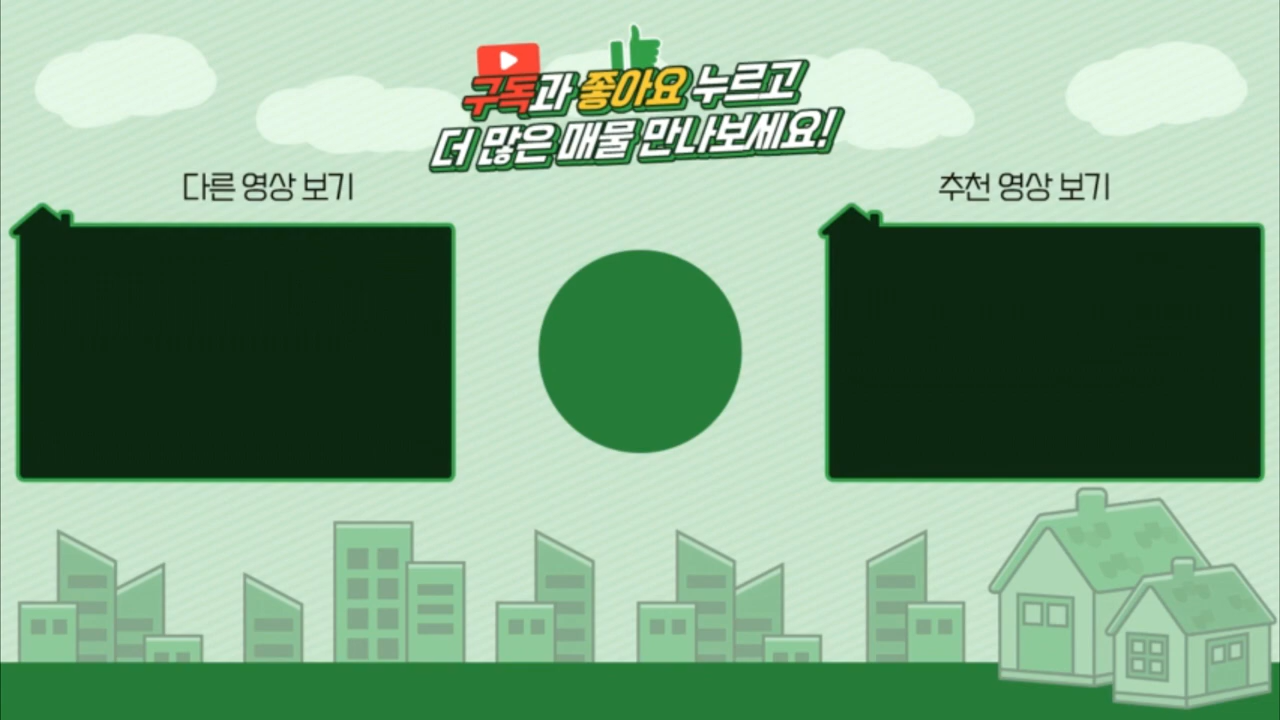 구독과 좋아요 누르고
더 많은 매물 만나보세요!
다른 영상 보기
추천 영상 보기